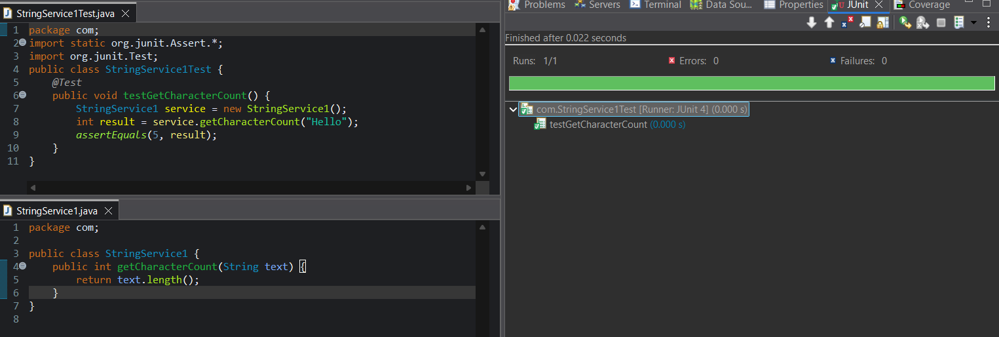 StringService1Test.java
1 package com;
2 import static org.junit.Assert.*;
3 import org.junit.Test;
4 public class StringService1Test {
5     @Test
6     public void testGetCharacterCount() {
7         StringService1 service = new StringService1();
8         int result = service.getCharacterCount("Hello");
9         assertEquals(5, result);
10     }
11 }
StringService1.java
1 package com;
2
3 public class StringService1 {
4     public int getCharacterCount(String text) {
5         return text.length();
6     }
7 }
8
Problems Servers Terminal Data Sou... Properties JUnit Coverage
Finished after 0.022 seconds
Runs: 1/1 Errors: 0 Failures: 0
com.StringService1Test [Runner: JUnit 4] (0.000 s)
testGetCharacterCount (0.000 s)